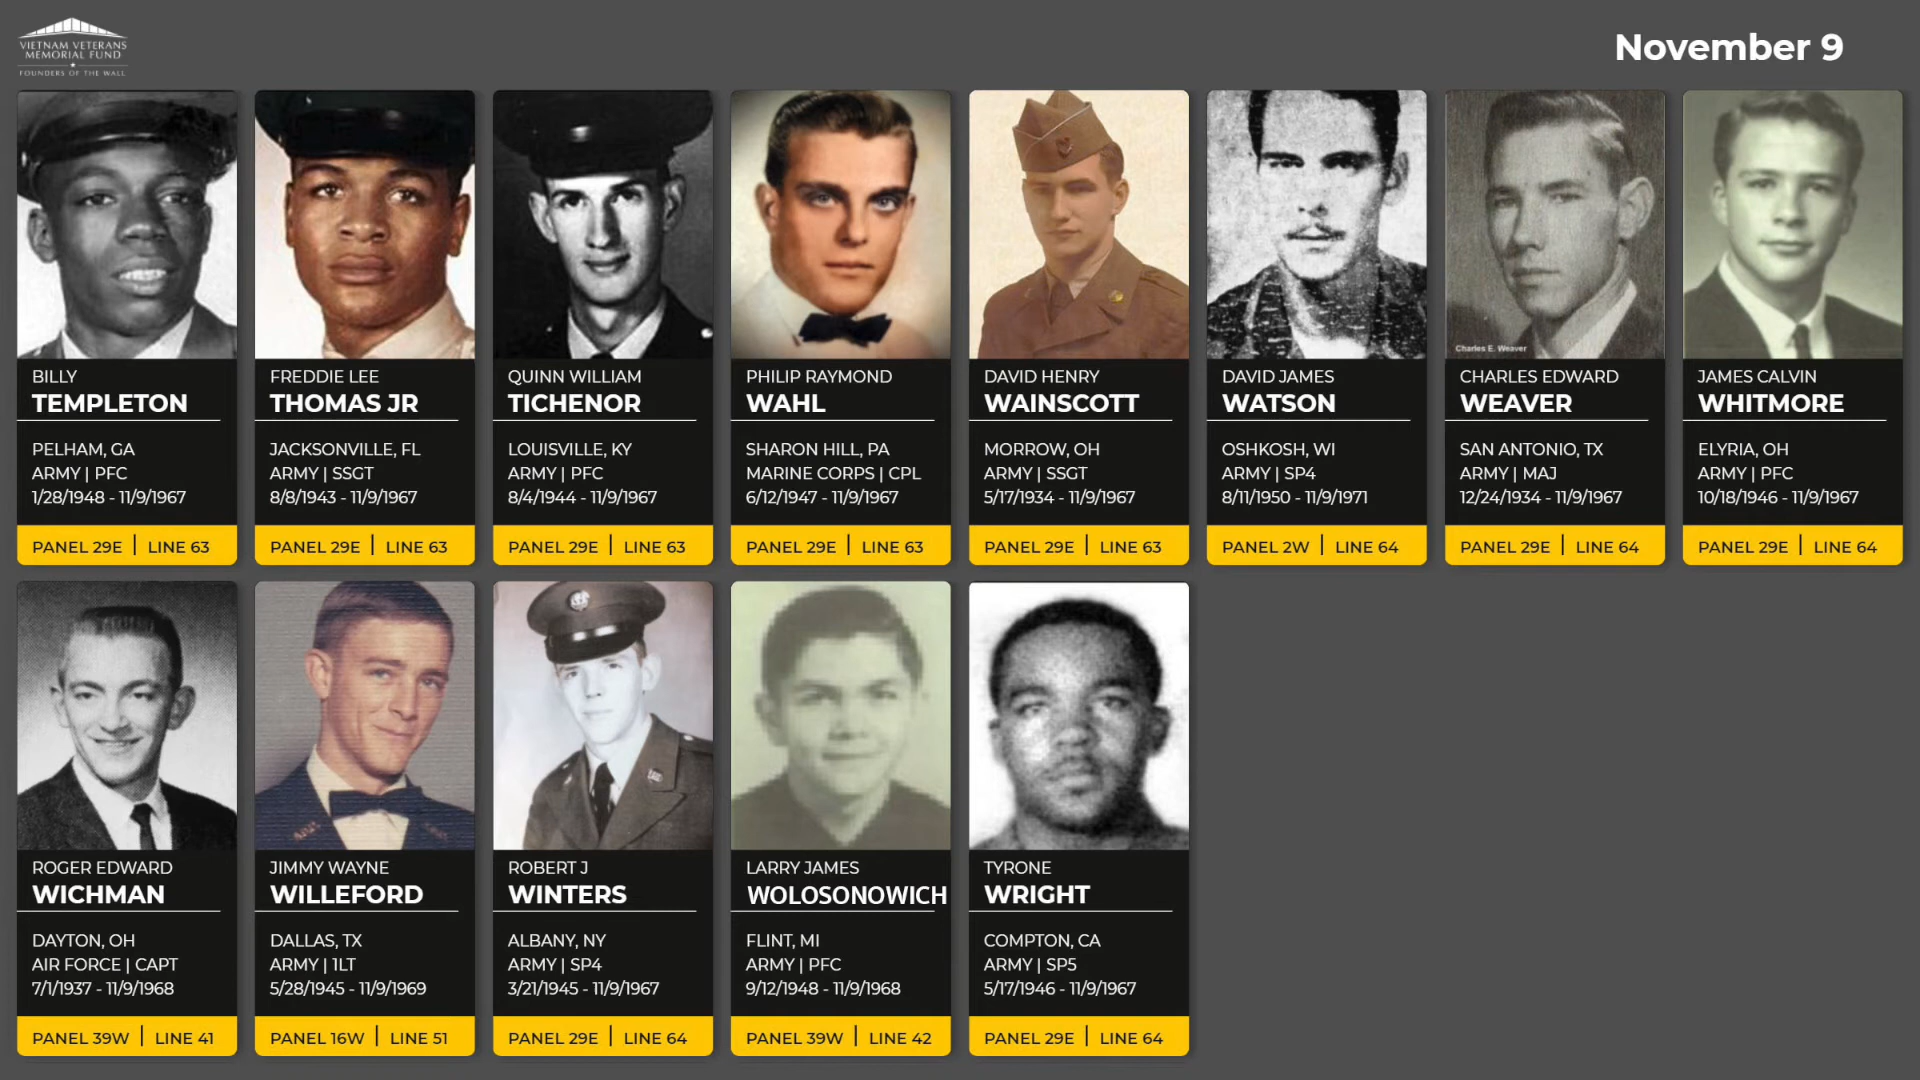 VIETNAM VETERANS
MEMORIAL FUND
FOUNDERS OF THE WALL
November 9
BILLY
TEMPLETON
PELHAM, GA
ARMY | PFC
1/28/1948 - 11/9/1967
PANEL 29E | LINE 63
FREDDIE LEE
THOMAS JR
JACKSONVILLE, FL
ARMY | SSGT
8/8/1943 - 11/9/1967
PANEL 29E | LINE 63
QUINN WILLIAM
TICHENOR
LOUISVILLE, KY
ARMY | PFC
8/4/1944 - 11/9/1967
PANEL 29E | LINE 63
PHILIP RAYMOND
WAHL
SHARON HILL, PA
MARINE CORPS | CPL
6/12/1947 - 11/9/1967
PANEL 29E | LINE 63
DAVID HENRY
WAINSCOTT
MORROW, OH
ARMY | SSGT
5/17/1934 - 11/9/1967
PANEL 29E | LINE 63
DAVID JAMES
WATSON
OSHKOSH, WI
ARMY | SP4
8/11/1950 - 11/9/1971
PANEL 2W | LINE 64
Charles E. Weaver
CHARLES EDWARD
WEAVER
SAN ANTONIO, TX
ARMY | MAJ
12/24/1934 - 11/9/1967
PANEL 29E | LINE 64
JAMES CALVIN
WHITMORE
ELYRIA, OH
ARMY | PFC
10/18/1946 - 11/9/1967
PANEL 29E | LINE 64
ROGER EDWARD
WICHMAN
DAYTON, OH
AIR FORCE | CAPT
7/1/1937 - 11/9/1968
PANEL 39W | LINE 41
JIMMY WAYNE
WILLEFORD
DALLAS, TX
ARMY | 1LT
5/28/1945 - 11/9/1969
PANEL 16W | LINE 51
ROBERT J
WINTERS
ALBANY, NY
ARMY | SP4
3/21/1945 - 11/9/1967
PANEL 29E | LINE 64
LARRY JAMES
WOLOSONOWICH
FLINT, MI
ARMY | PFC
9/12/1948 - 11/9/1968
PANEL 39W | LINE 42
TYRONE
WRIGHT
COMPTON, CA
ARMY | SP5
5/17/1946 - 11/9/1967
PANEL 29E | LINE 64